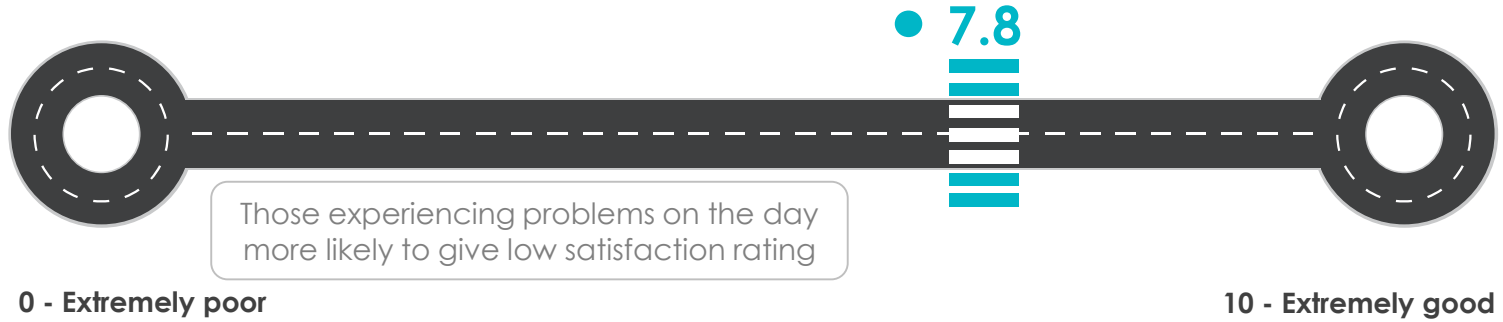 7.8
Those experiencing problems on the day
more likely to give low satisfaction rating
0 - Extremely poor
10 - Extremely good